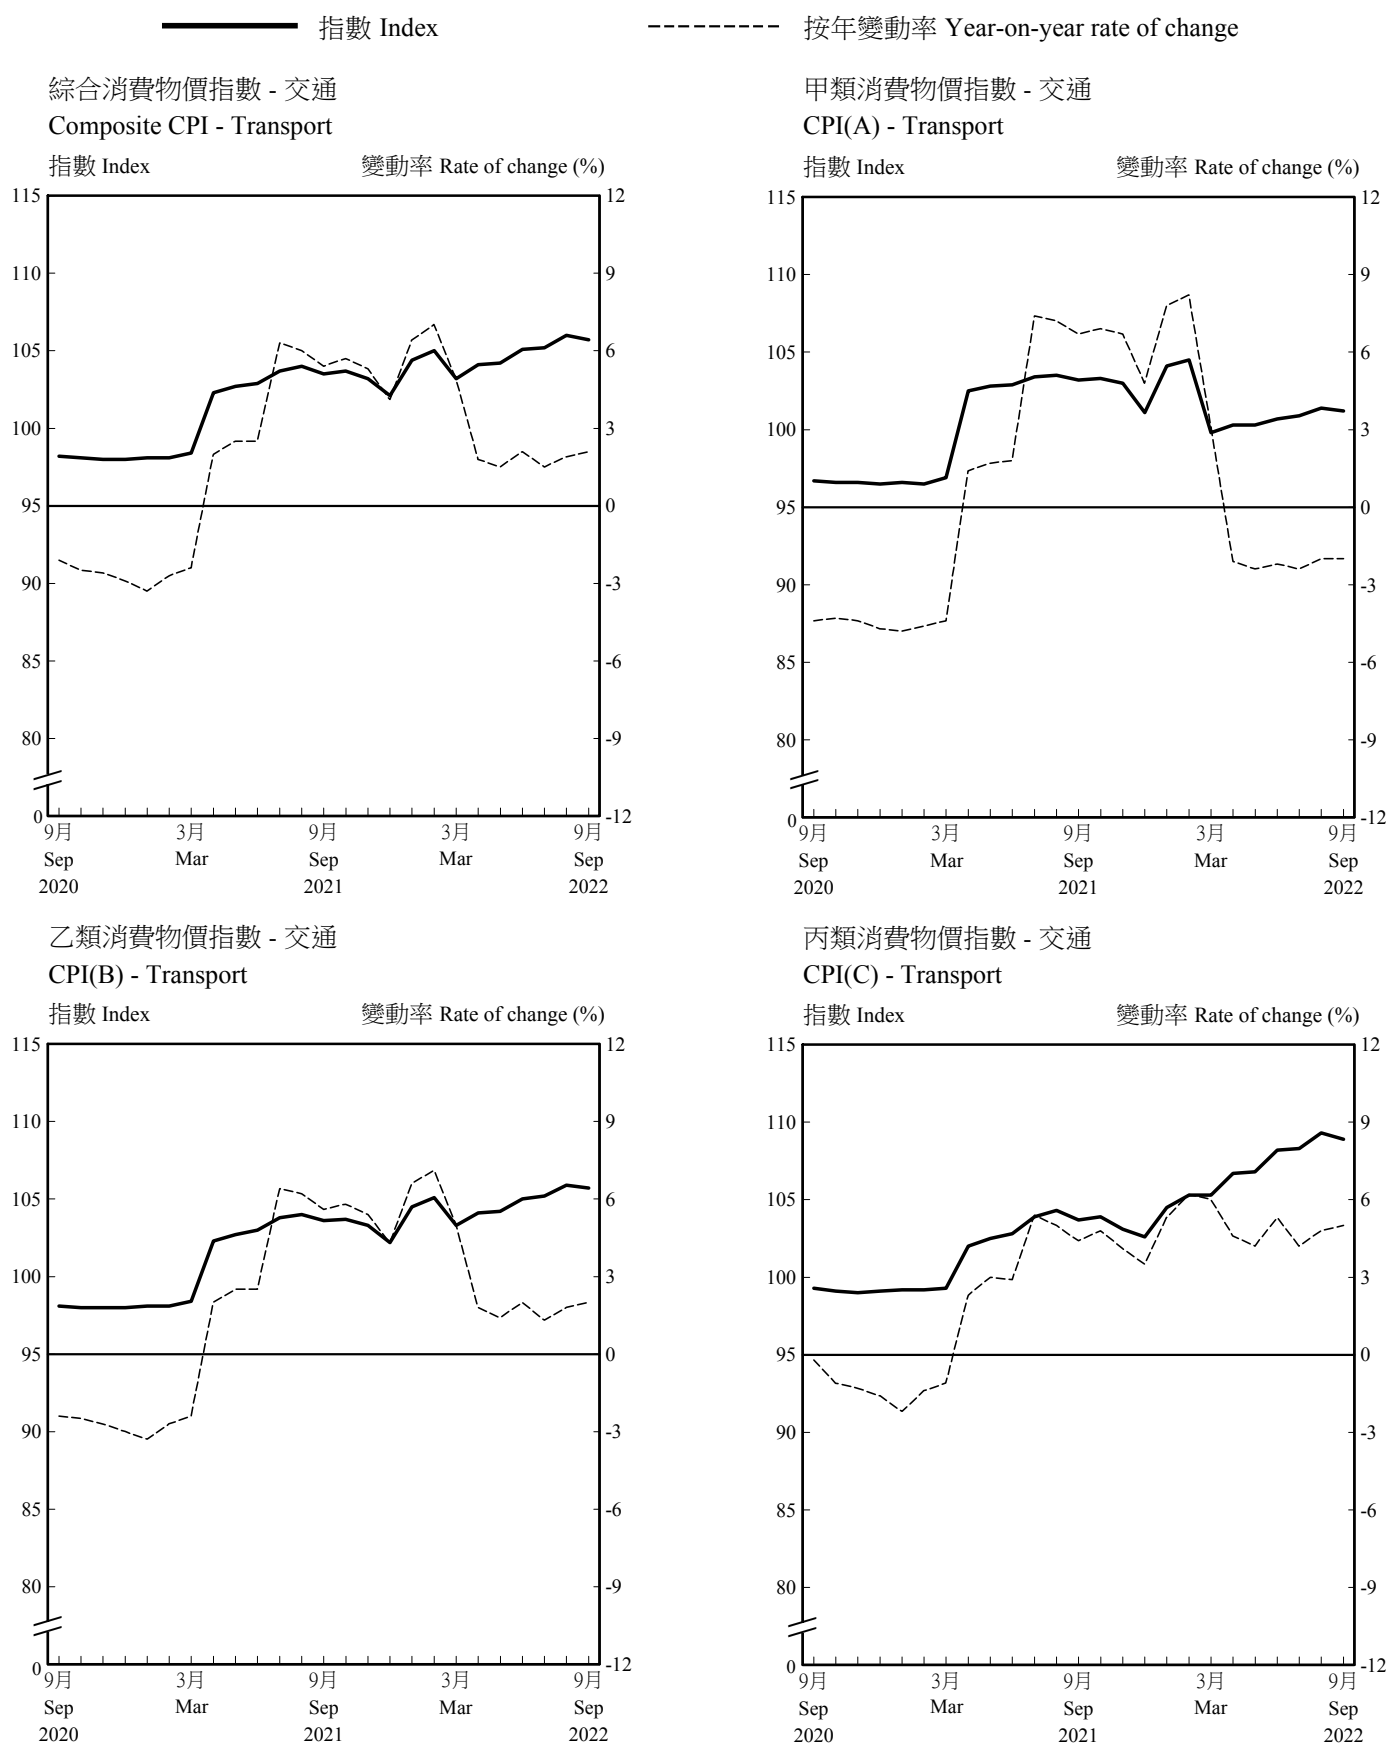 指數 Index
按年變動率 Year-on-year rate of change
綜合消費物價指數 - 交通
Composite CPI - Transport
指數 Index 變動率 Rate of change (%)
115 12
110 9
105 6
100 3
95 0
90 -3
85 -6
80 -9
0 -12
9月 3月 9月 3月 9月
Sep Mar Sep Mar Sep
2020 2021 2022
甲類消費物價指數 - 交通
CPI(A) - Transport
指數 Index 變動率 Rate of change (%)
115 12
110 9
105 6
100 3
95 0
90 -3
85 -6
80 -9
0 -12
9月 3月 9月 3月 9月
Sep Mar Sep Mar Sep
2020 2021 2022
乙類消費物價指數 - 交通
CPI(B) - Transport
指數 Index 變動率 Rate of change (%)
115 12
110 9
105 6
100 3
95 0
90 -3
85 -6
80 -9
0 -12
9月 3月 9月 3月 9月
Sep Mar Sep Mar Sep
2020 2021 2022
丙類消費物價指數 - 交通
CPI(C) - Transport
指數 Index 變動率 Rate of change (%)
115 12
110 9
105 6
100 3
95 0
90 -3
85 -6
80 -9
0 -12
9月 3月 9月 3月 9月
Sep Mar Sep Mar Sep
2020 2021 2022